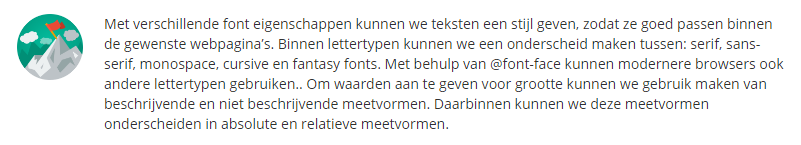 Met verschillende font eigenschappen kunnen we teksten een stijl geven, zodat ze goed passen binnen
de gewenste webpagina’s. Binnen lettertypen kunnen we een onderscheid maken tussen: serif, sans-
serif, monospace, cursive en fantasy fonts. Met behulp van @font-face kunnen modernere browsers ook
andere lettertypen gebruiken.. Om waarden aan te geven voor grootte kunnen we gebruik maken van
beschrijvende en niet beschrijvende meetvormen. Daarbinnen kunnen we deze meetvormen
onderscheiden in absolute en relatieve meetvormen.